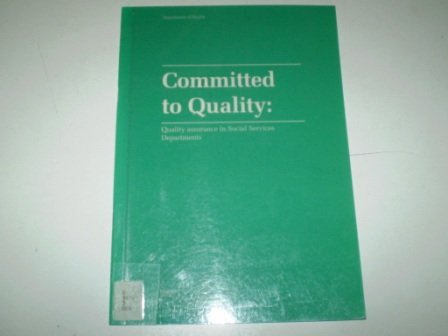 Committed
to Quality:
Quality assurance in Social Services
Departments